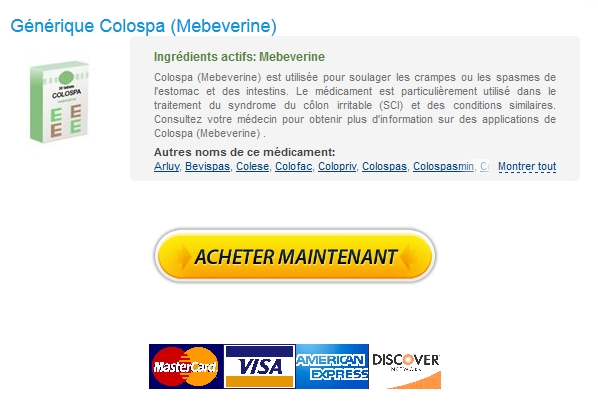 Générique Colospa (Mebeverine)
Ingrédients actifs: Mebeverine
Colospa (Mebeverine) est utilisée pour soulager les crampes ou les spasmes de
l'estomac et des intestins. Le médicament est particulièrement utilisé dans le
traitement du syndrome du côlon irritable (SCI) et des conditions similaires.
Consultez votre médecin pour obtenir plus d'information sur des applications de
Colospa (Mebeverine) .
Autres noms de ce médicament:
Arluy, Bevispas, Colese, Colofac, Colopriv, Colospas, Colospasmin, Montrer tout
COLOSPA
E E
E E
ACHETER MAINTENANT
MasterCard VISA AMERICAN EXPRESS DISCOVER NETWORK